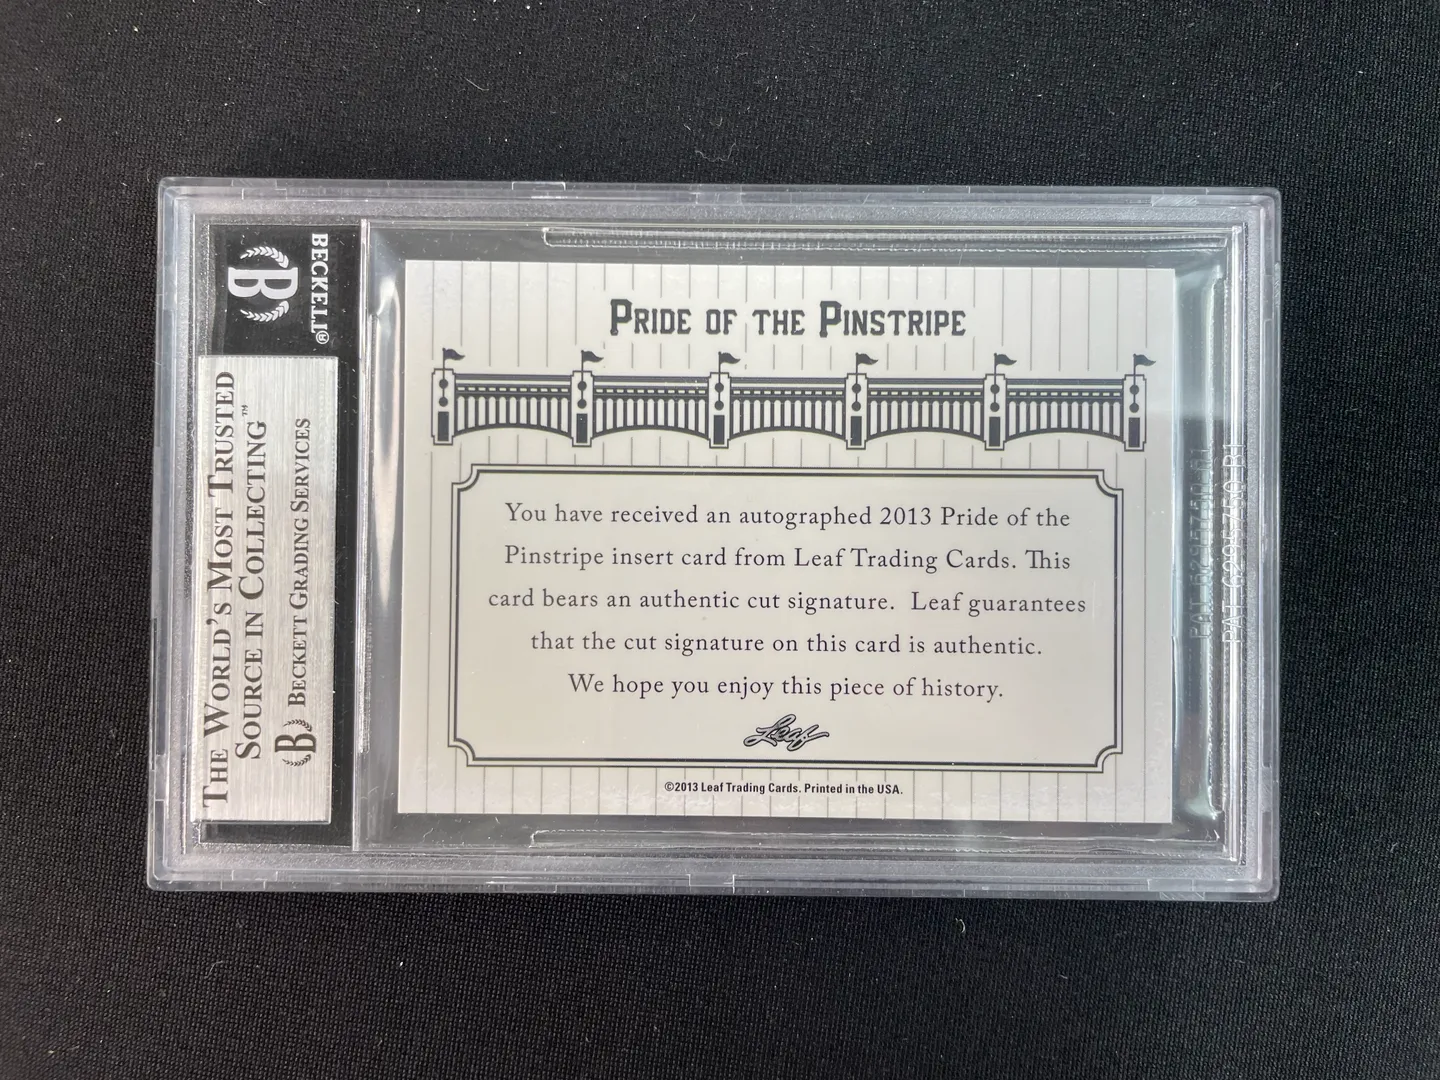 BECKETT®
B
THE WORLD'S MOST TRUSTED
SOURCE IN COLLECTING™
B BECKETT GRADING SERVICES
PRIDE OF THE PINSTRIPE
You have received an autographed 2013 Pride of the
Pinstripe insert card from Leaf Trading Cards. This
card bears an authentic cut signature. Leaf guarantees
that the cut signature on this card is authentic.
We hope you enjoy this piece of history.
Leaf
©2013 Leaf Trading Cards. Printed in the USA.